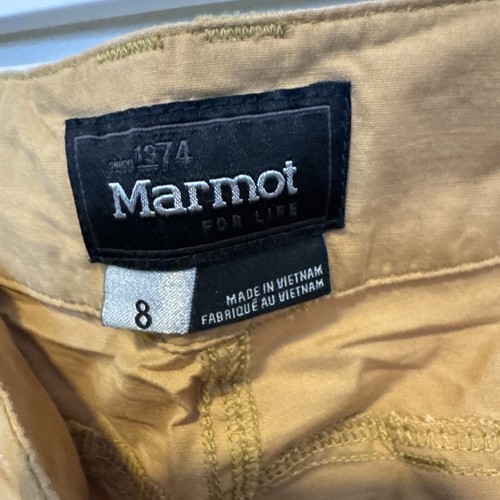 Since 1974
Marmot
FOR LIFE
8
MADE IN VIETNAM
FABRIQUÉ AU VIETNAM